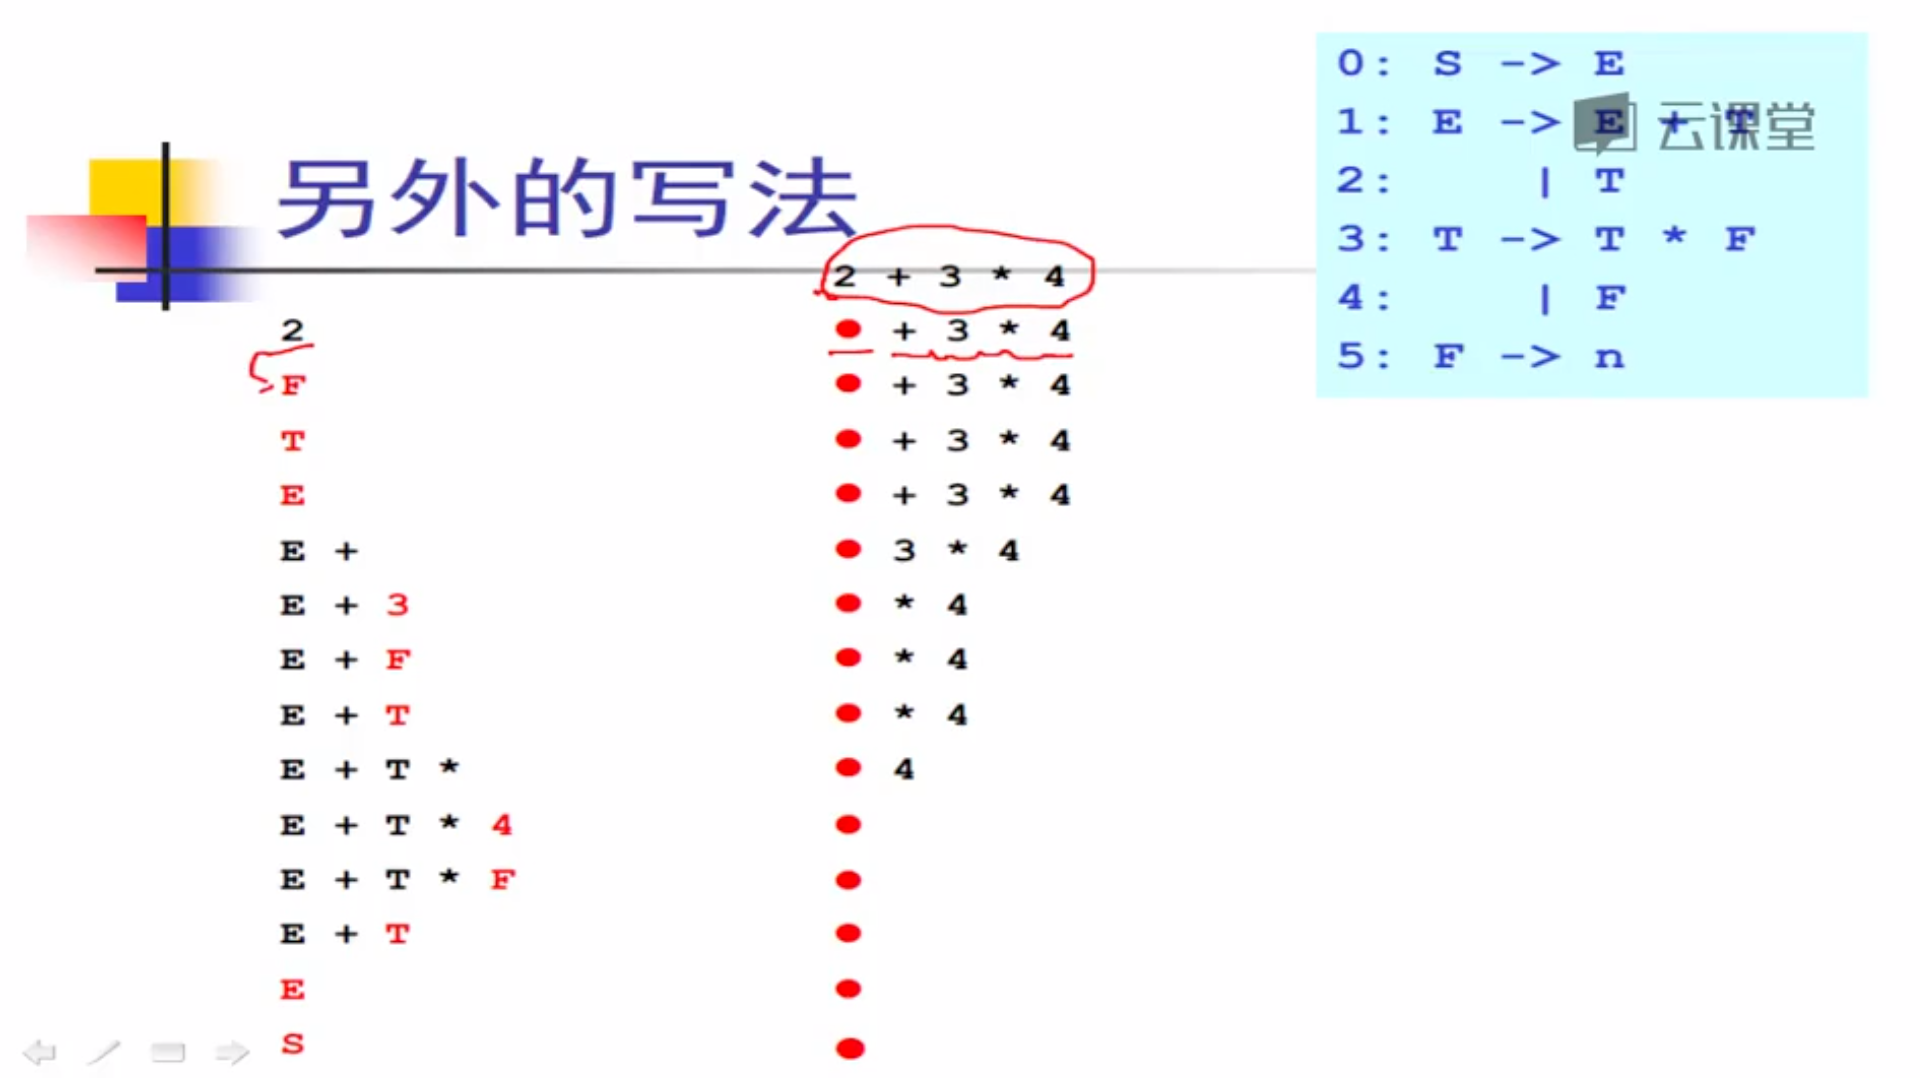 另外的写法
0: S -> E
1: E -> E + T
云课堂
2: | T
3: T -> T * F
4: | F
5: F -> n
2 + 3 * 4
2 ● + 3 * 4
F ● + 3 * 4
T ● + 3 * 4
E ● + 3 * 4
E + ● 3 * 4
E + 3 ● * 4
E + F ● * 4
E + T ● * 4
E + T * ● 4
E + T * 4 ●
E + T * F ●
E + T ●
E ●
S ●